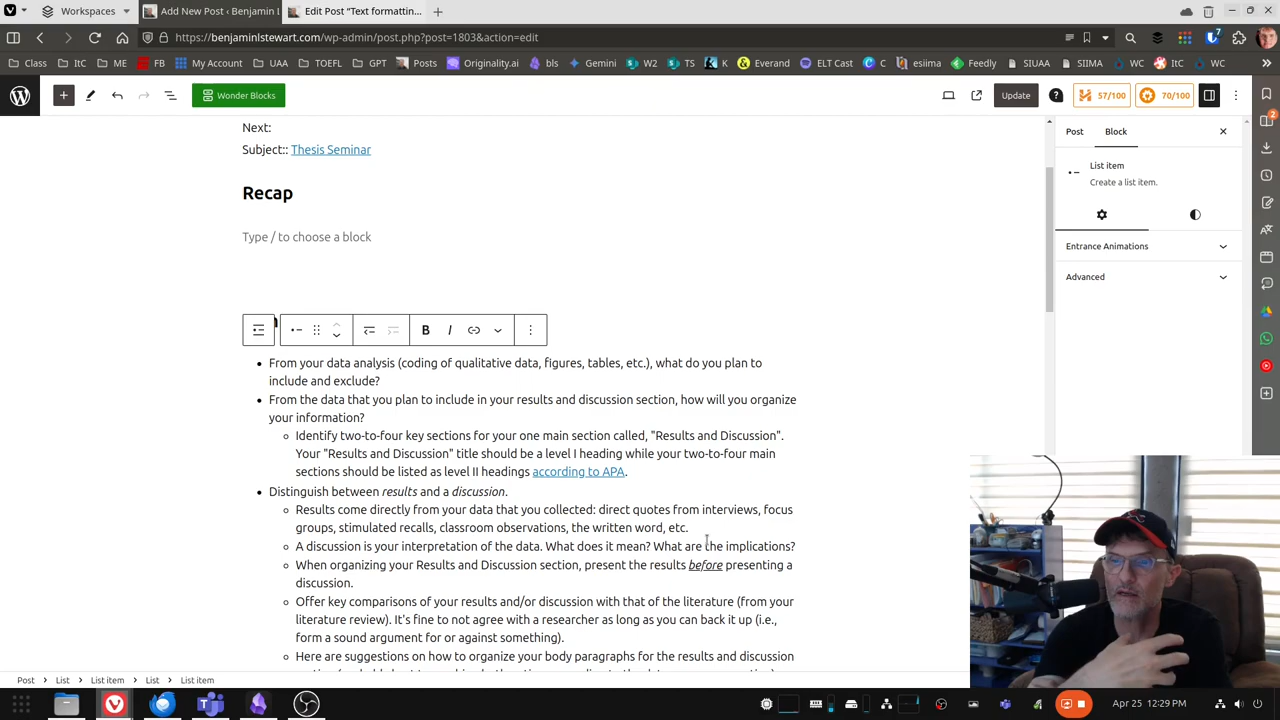 Workspaces
Add New Post ‹ Benjamin L
Edit Post “Text formattin...
https://benjaminlstewart.com/wp-admin/post.php?post=1803&action=edit
7
Class ItC ME FB My Account UAA TOEFL GPT Posts Originality.ai bls Gemini W2 TS K Everand ELT Cast C esiima Feedly SIUAA SIIMA WC ItC WC
Wonder Blocks
Update
57/100
70/100
2
Next:
Subject:: Thesis Seminar
Recap
Type / to choose a block
B I
From your data analysis (coding of qualitative data, figures, tables, etc.), what do you plan to
include and exclude?
From the data that you plan to include in your results and discussion section, how will you organize
your information?
Identify two-to-four key sections for your one main section called, "Results and Discussion".
Your "Results and Discussion" title should be a level I heading while your two-to-four main
sections should be listed as level II headings according to APA.
Distinguish between results and a discussion.
Results come directly from your data that you collected: direct quotes from interviews, focus
groups, stimulated recalls, classroom observations, the written word, etc.
A discussion is your interpretation of the data. What does it mean? What are the implications?
When organizing your Results and Discussion section, present the results before presenting a
discussion.
Offer key comparisons of your results and/or discussion with that of the literature (from your
literature review). It's fine to not agree with a researcher as long as you can back it up (i.e.,
form a sound argument for or against something).
Here are suggestions on how to organize your body paragraphs for the results and discussion
Post Block
List item
Create a list item.
Entrance Animations
Advanced
Post › List › List item › List › List item
Apr 25 12:29 PM